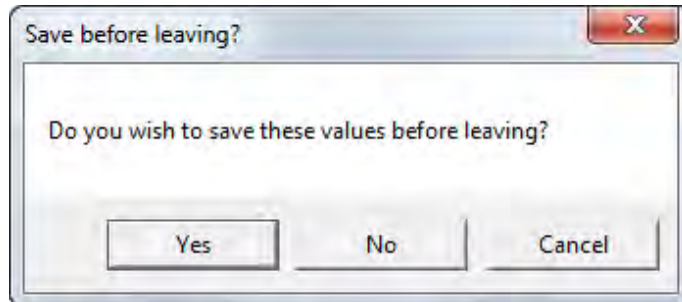 Save before leaving?
Do you wish to save these values before leaving?
Yes No Cancel